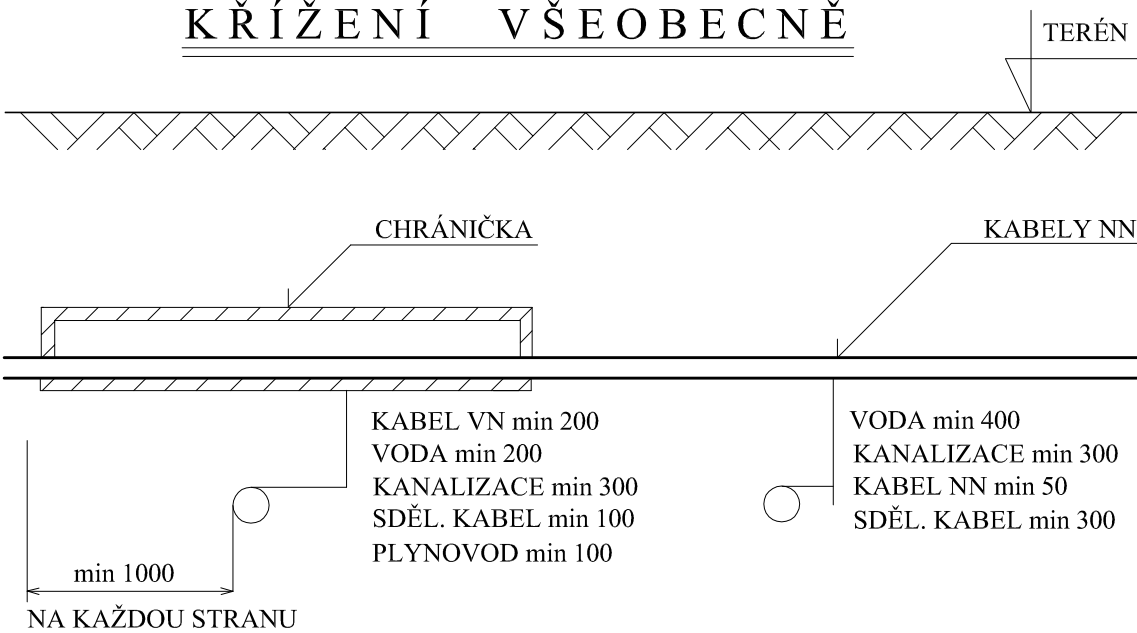 KŘÍŽENÍ VŠEOBECNĚ
TERÉN
CHRÁNIČKA
KABELY NN
KABEL VN min 200
VODA min 200
KANALIZACE min 300
SDĚL. KABEL min 100
PLYNOVOD min 100
VODA min 400
KANALIZACE min 300
KABEL NN min 50
SDĚL. KABEL min 300
min 1000
NA KAŽDOU STRANU